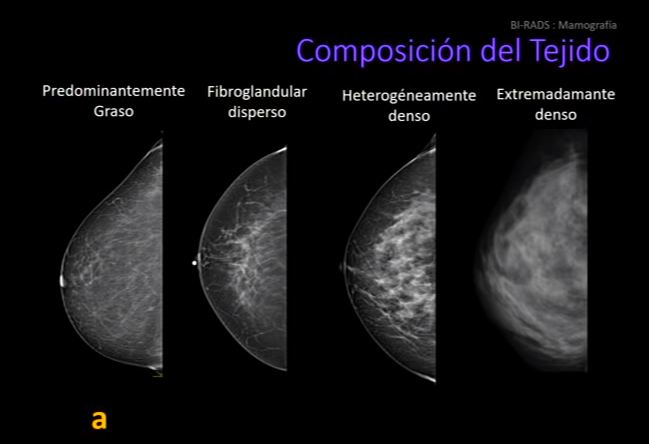 BI-RADS : Mamografía
Composición del Tejido
Predominantemente
Graso
Fibroglandular
disperso
Heterogéneamente
denso
Extremadamante
denso
a